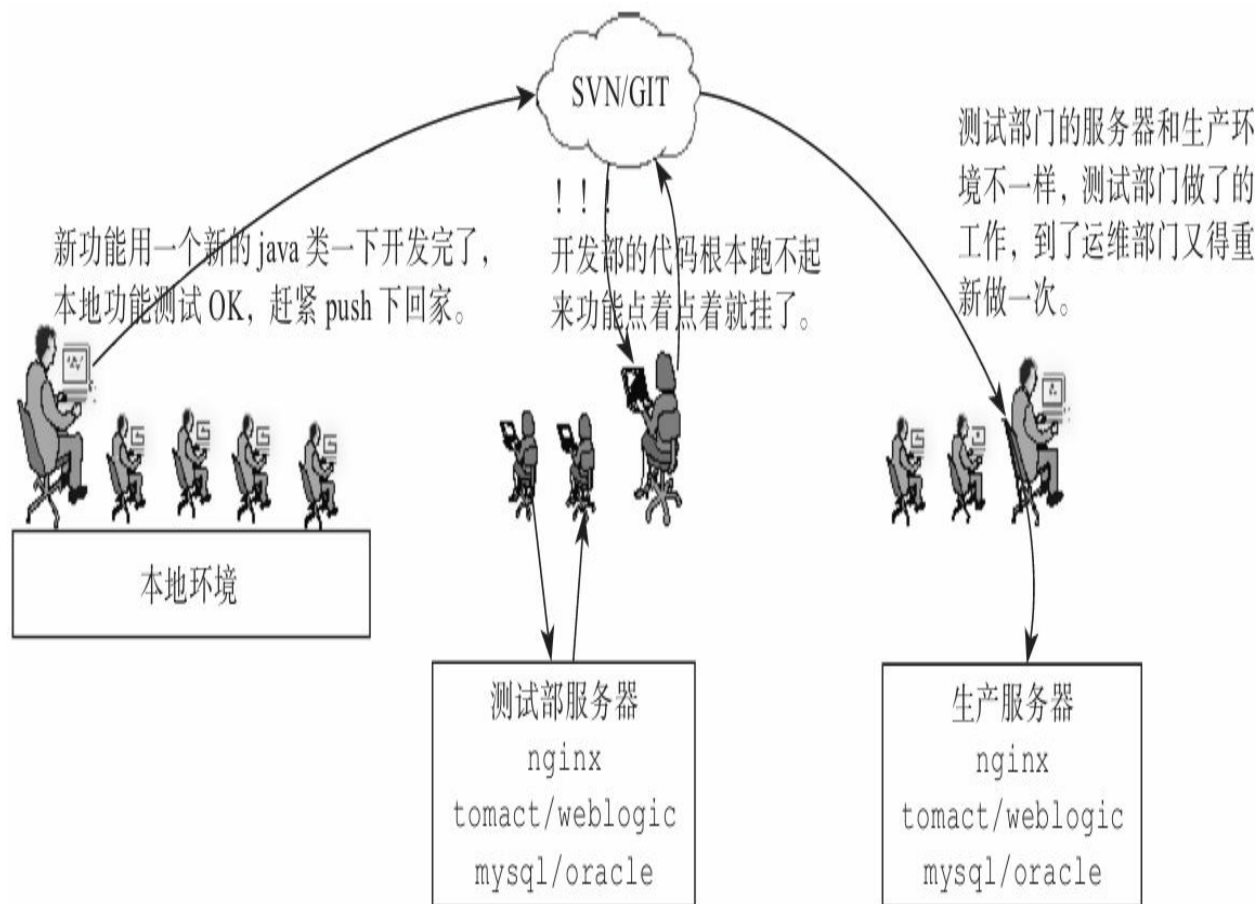 SVN/GIT
新功能用一个新的 java 类一下开发完了，
本地功能测试 OK，赶紧 push 下回家。
！！！
开发部的代码根本跑不起
来功能点着点着就挂了。
测试部门的服务器和生产环
境不一样，测试部门做了的
工作，到了运维部门又得重
新做一次。
本地环境
测试部服务器
nginx
tomact/weblogic
mysql/oracle
生产服务器
nginx
tomact/weblogic
mysql/oracle